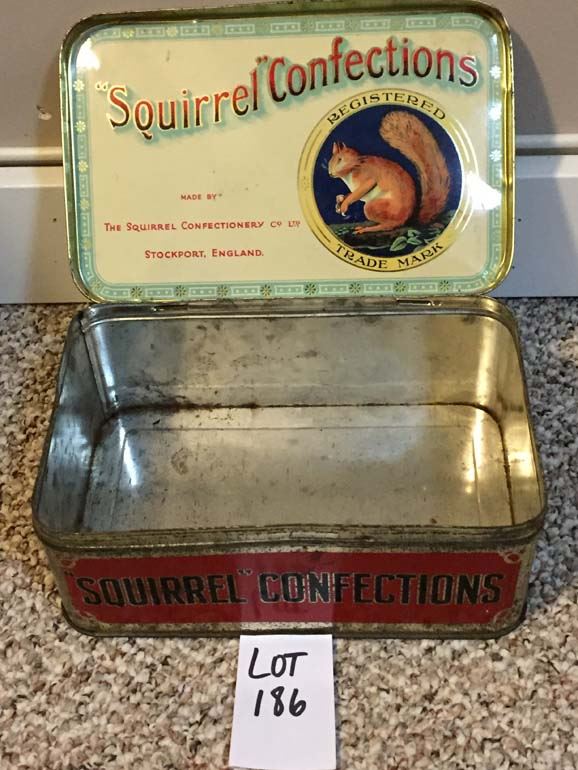 "Squirrel" Confections
REGISTERED
TRADE MARK
MADE BY
THE SQUIRREL CONFECTIONERY CO LTD
STOCKPORT, ENGLAND.
"SQUIRREL" CONFECTIONS
LOT
186